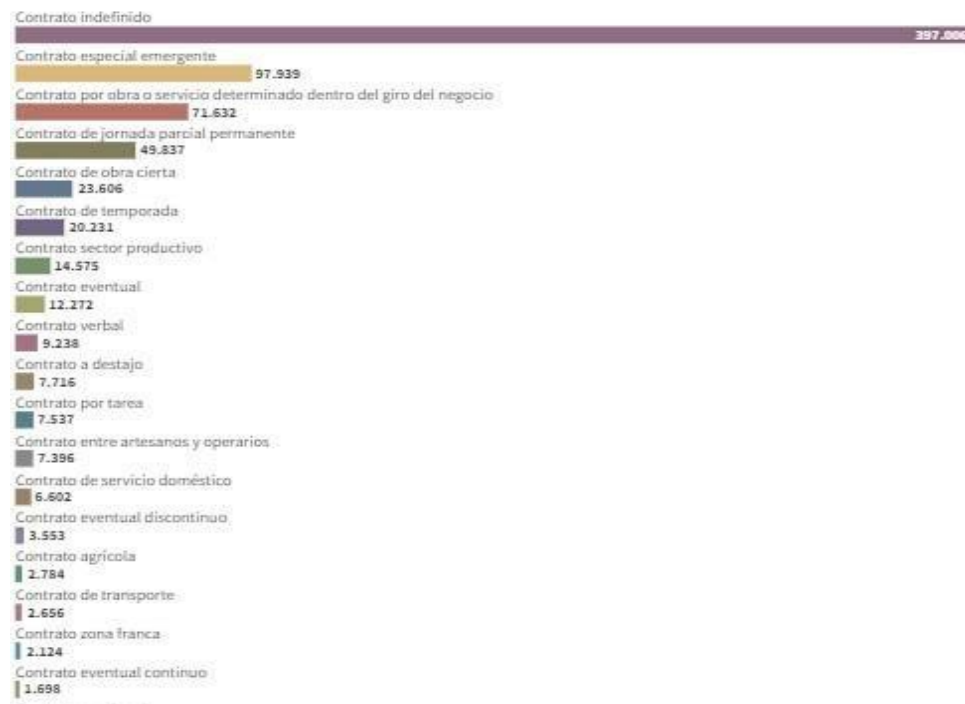 Contrato indefinido
397.006
Contrato especial emergente
97.939
Contrato por obra o servicio determinado dentro del giro del negocio
71.632
Contrato de jornada parcial permanente
49.837
Contrato de obra cierta
23.606
Contrato de temporada
20.231
Contrato sector productivo
14.575
Contrato eventual
12.272
Contrato verbal
9.238
Contrato a destajo
7.716
Contrato por tarea
7.537
Contrato entre artesanos y operarios
7.396
Contrato de servicio doméstico
6.602
Contrato eventual discontinuo
3.553
Contrato agrícola
2.784
Contrato de transporte
2.656
Contrato zona franca
2.124
Contrato eventual continuo
1.698